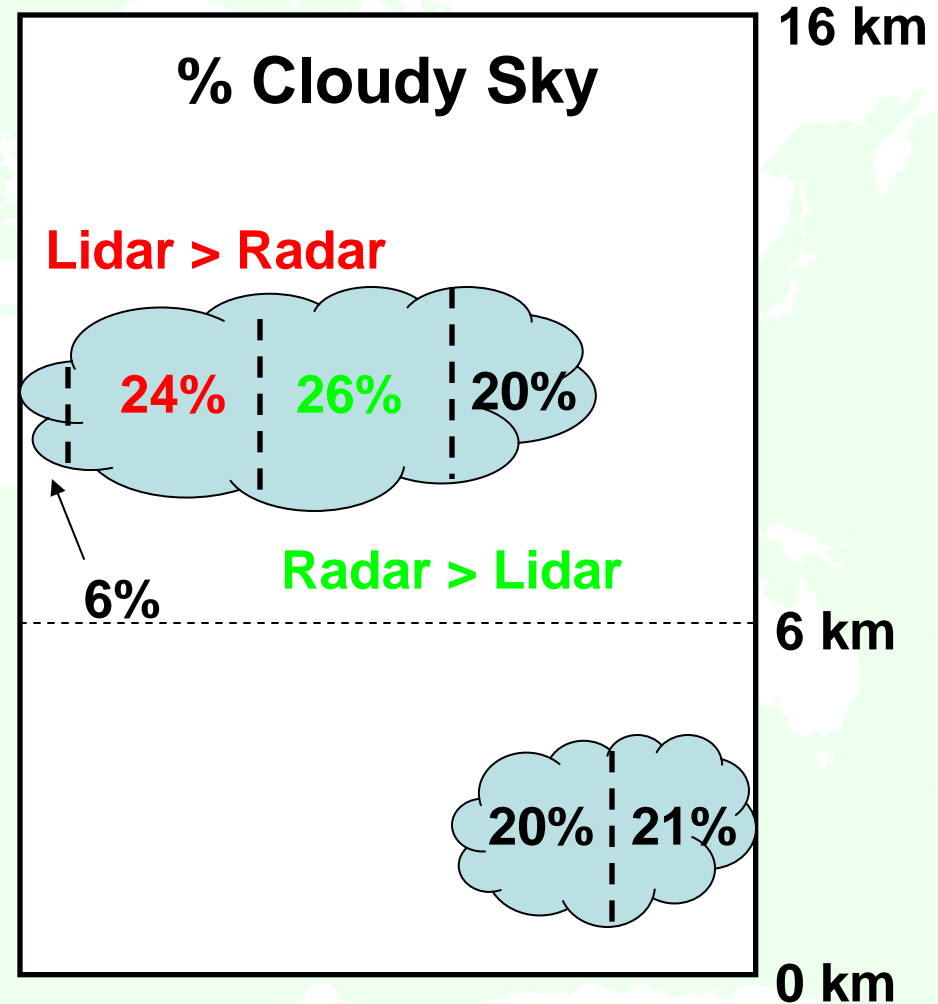 16 km
% Cloudy Sky
Lidar > Radar
24% 26% 20%
Radar > Lidar
6%
6 km
20% 21%
0 km